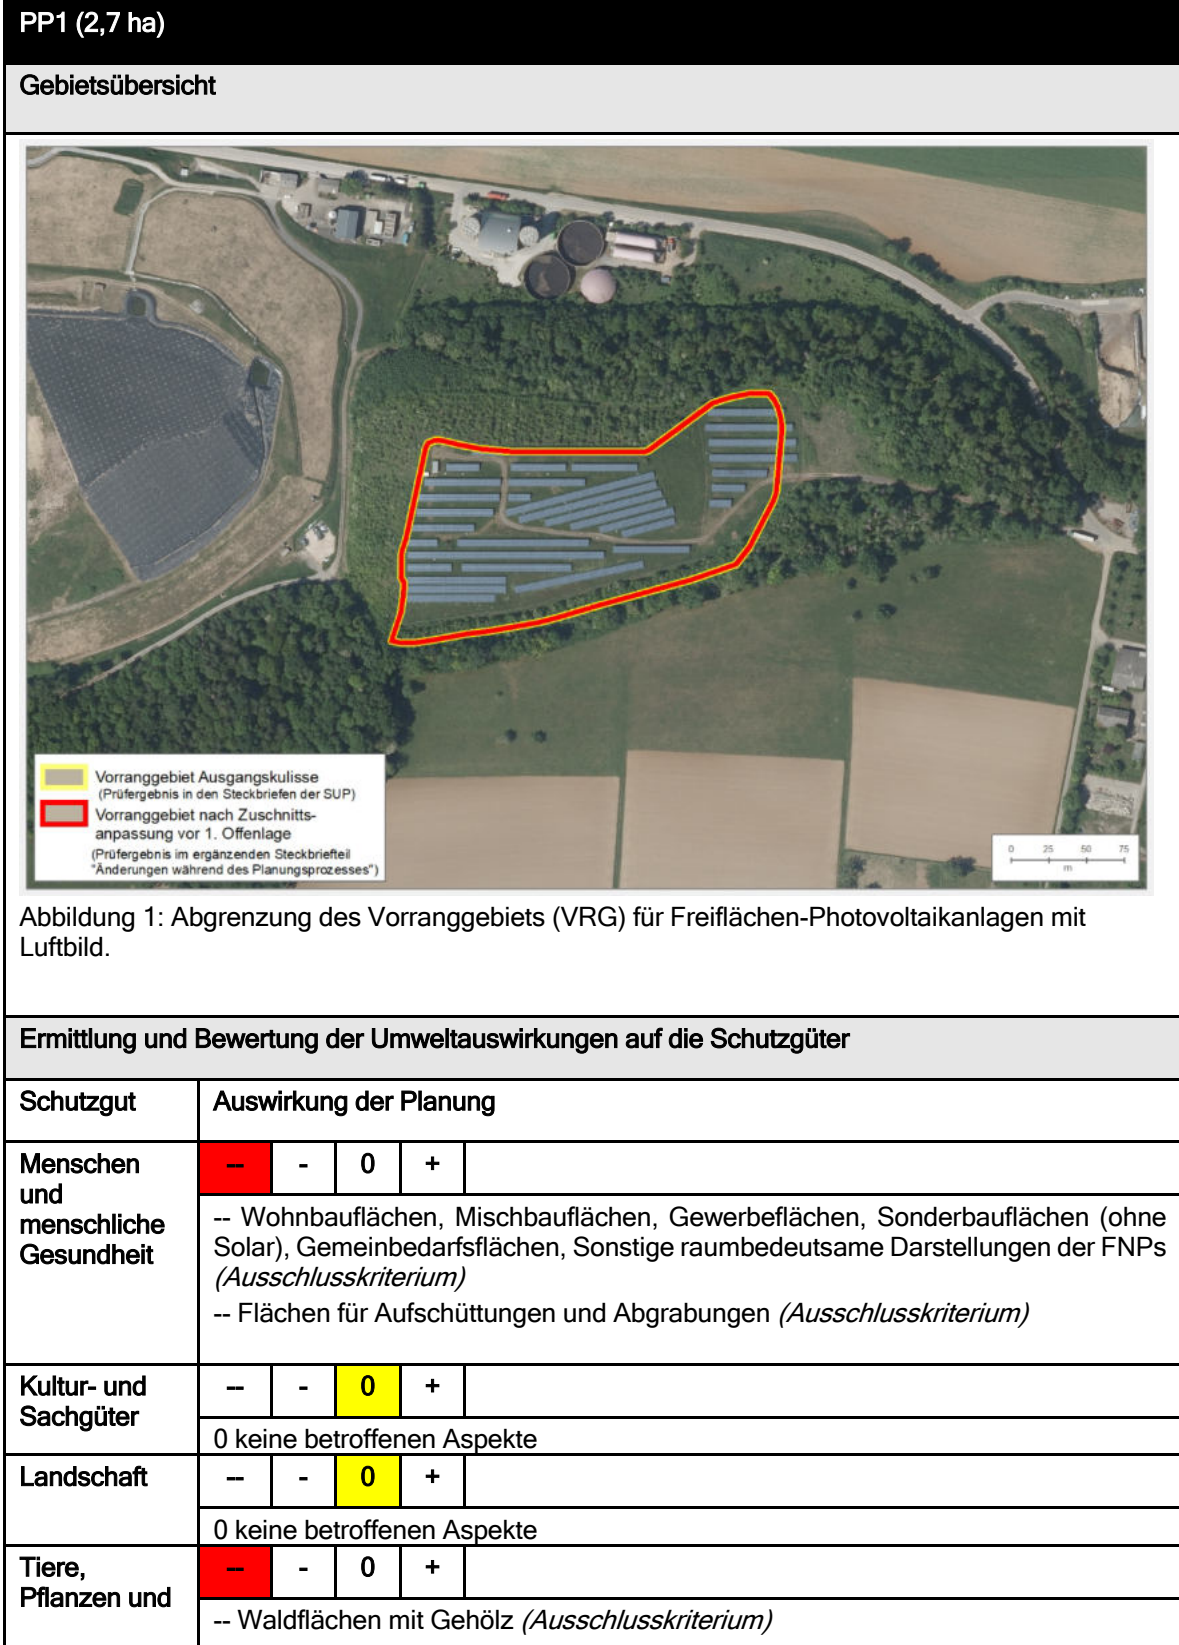 PP1 (2,7 ha)
Gebietsübersicht
Vorranggebiet Ausgangskulisse
(Prüfergebnis in den Steckbriefen der SUP)
Vorranggebiet nach Zuschnitts-
anpassung vor 1. Offenlage
(Prüfergebnis im ergänzenden Steckbriefteil
"Änderungen während des Planungsprozesses")
0 25 50 75
m
Abbildung 1: Abgrenzung des Vorranggebiets (VRG) für Freiflächen-Photovoltaikanlagen mit
Luftbild.
Ermittlung und Bewertung der Umweltauswirkungen auf die Schutzgüter
Schutzgut Auswirkung der Planung
Menschen
und
menschliche
Gesundheit
-- - 0 +
-- Wohnbauflächen, Mischbauflächen, Gewerbeflächen, Sonderbauflächen (ohne
Solar), Gemeinbedarfsflächen, Sonstige raumbedeutsame Darstellungen der FNPs
(Ausschlusskriterium)
-- Flächen für Aufschüttungen und Abgrabungen (Ausschlusskriterium)
Kultur- und
Sachgüter
-- - 0 +
0 keine betroffenen Aspekte
Landschaft
-- - 0 +
0 keine betroffenen Aspekte
Tiere,
Pflanzen und
-- - 0 +
-- Waldflächen mit Gehölz (Ausschlusskriterium)